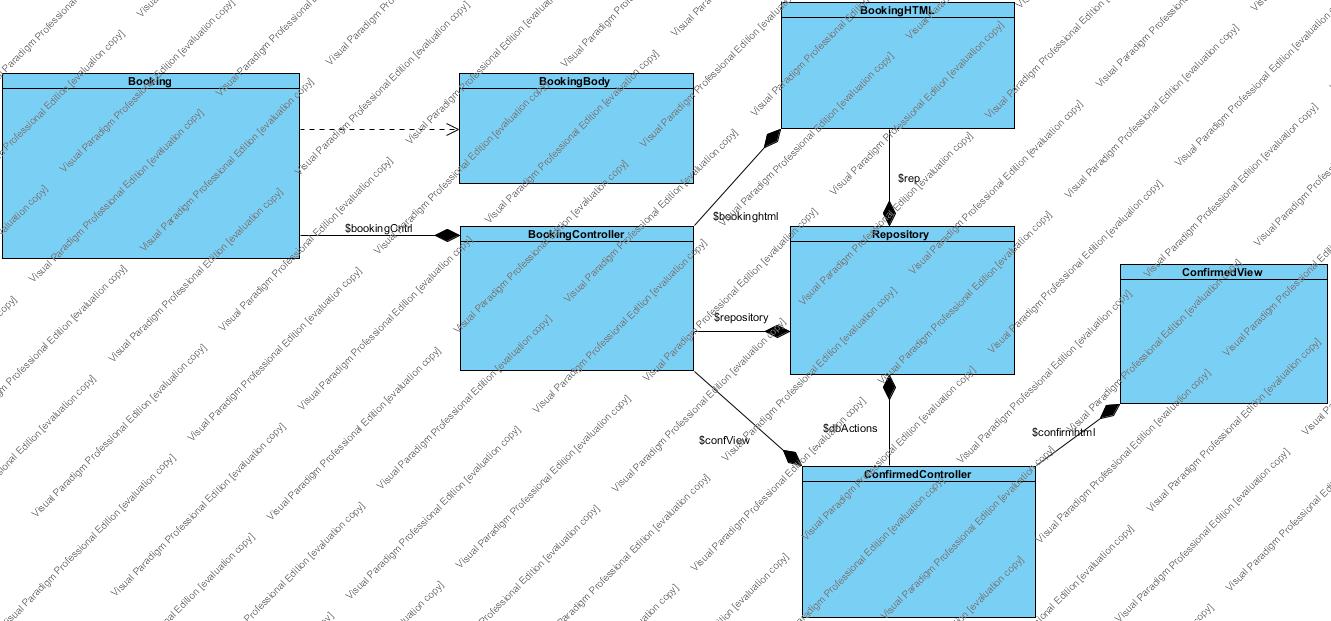 BookingHTML
Booking
BookingBody
$rep
$bookinghtml
$bookingCntrl
BookingController
Repository
ConfirmedView
$repository
$dbActions
$confView
$confirmhtml
ConfirmedController
Visual Paradigm Professional Edition [evaluation copy]